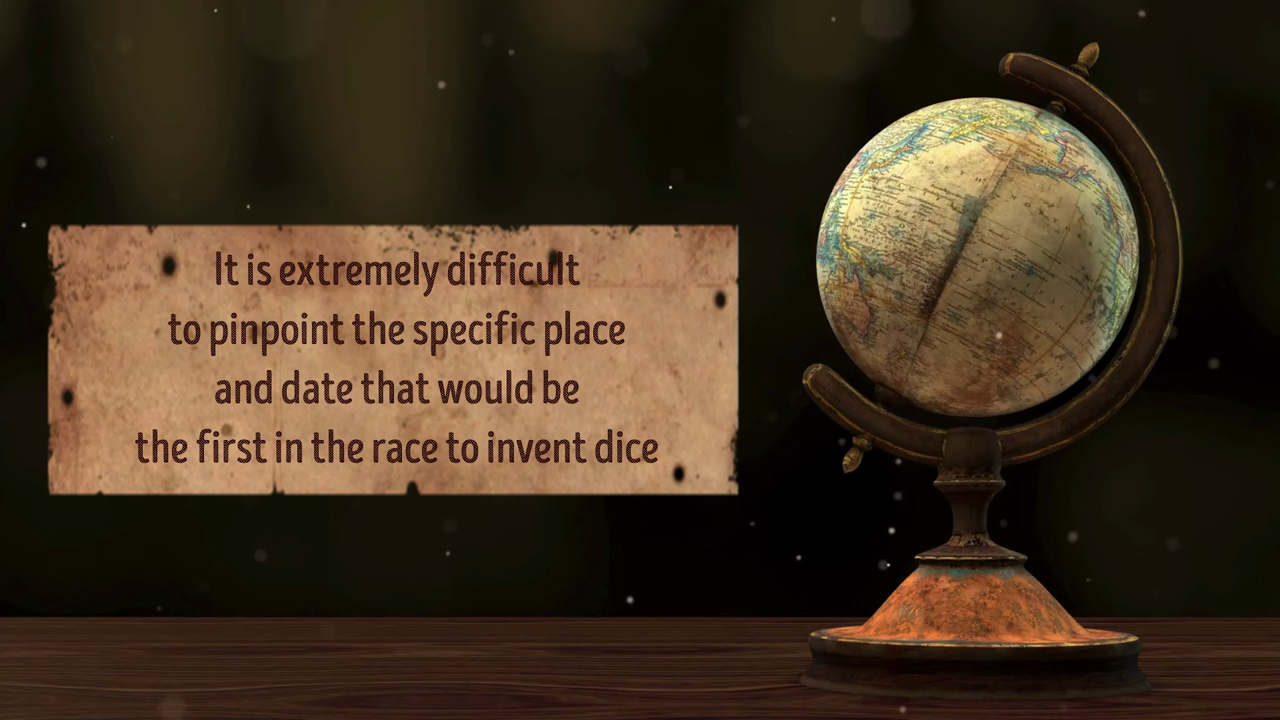 It is extremely difficult
to pinpoint the specific place
and date that would be
the first in the race to invent dice